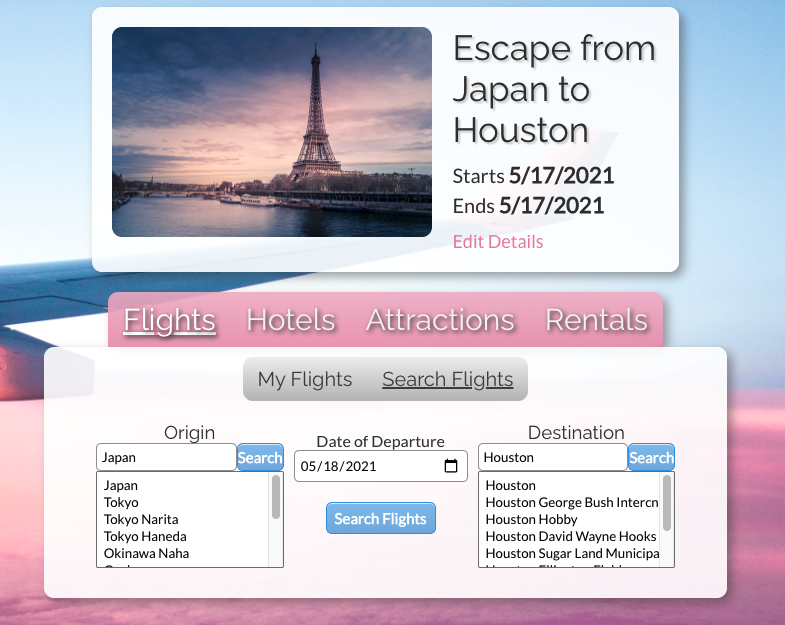 Escape from
Japan to
Houston
Starts 5/17/2021
Ends 5/17/2021
Edit Details
Flights Hotels Attractions Rentals
My Flights Search Flights
Origin
Japan Search
Japan
Tokyo
Tokyo Narita
Tokyo Haneda
Okinawa Naha
Date of Departure
05/18/2021
Search Flights
Destination
Houston Search
Houston
Houston George Bush Intercn
Houston Hobby
Houston David Wayne Hooks
Houston Sugar Land Municipa